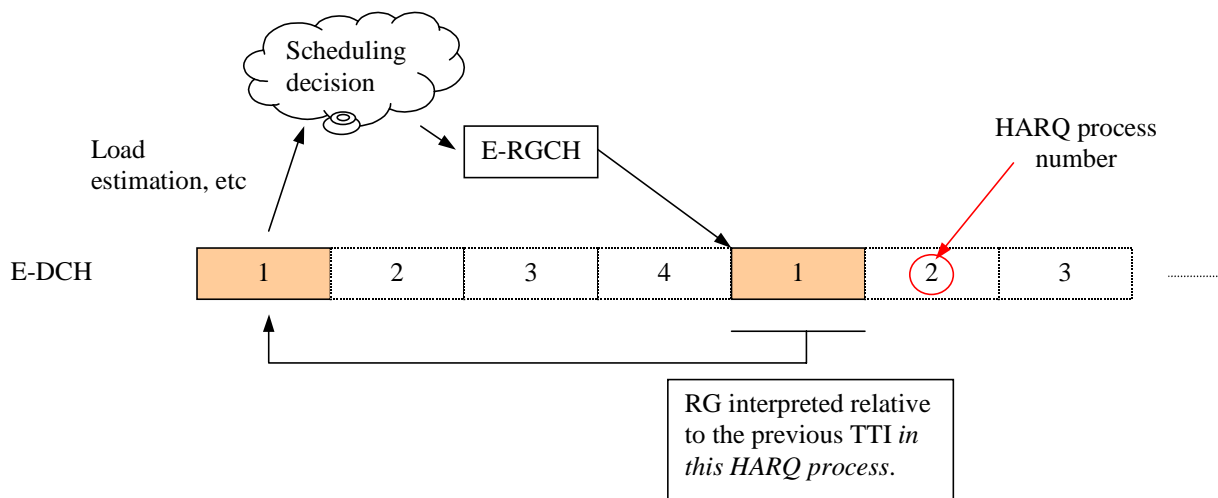 Scheduling
decision
Load
estimation, etc
E-RGCH
HARQ process
number
E-DCH
1 2 3 4 1 2 3
RG interpreted relative
to the previous TTI in
this HARQ process.